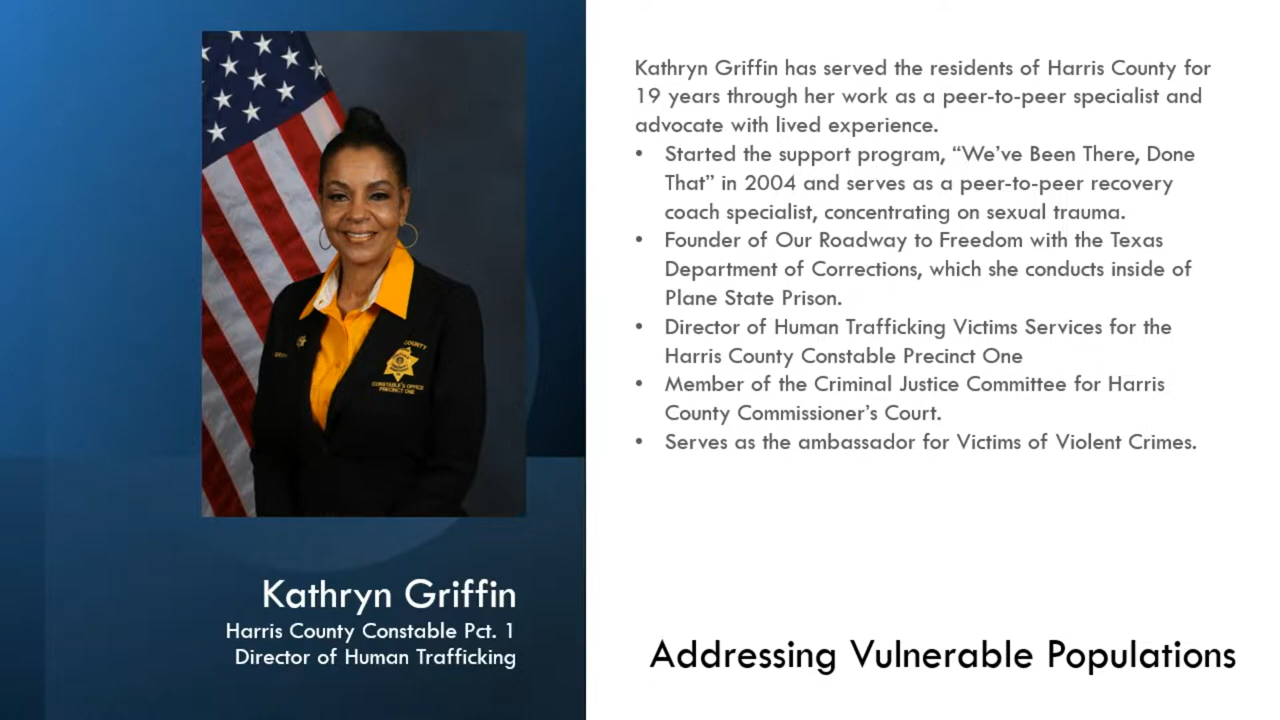 Kathryn Griffin has served the residents of Harris County for
19 years through her work as a peer-to-peer specialist and
advocate with lived experience.
• Started the support program, “We’ve Been There, Done
That” in 2004 and serves as a peer-to-peer recovery
coach specialist, concentrating on sexual trauma.
• Founder of Our Roadway to Freedom with the Texas
Department of Corrections, which she conducts inside of
Plane State Prison.
• Director of Human Trafficking Victims Services for the
Harris County Constable Precinct One
• Member of the Criminal Justice Committee for Harris
County Commissioner’s Court.
• Serves as the ambassador for Victims of Violent Crimes.
COUNTY
CONSTABLE'S OFFICE
PRECINCT ONE
Kathryn Griffin
Harris County Constable Pct. 1
Director of Human Trafficking
Addressing Vulnerable Populations